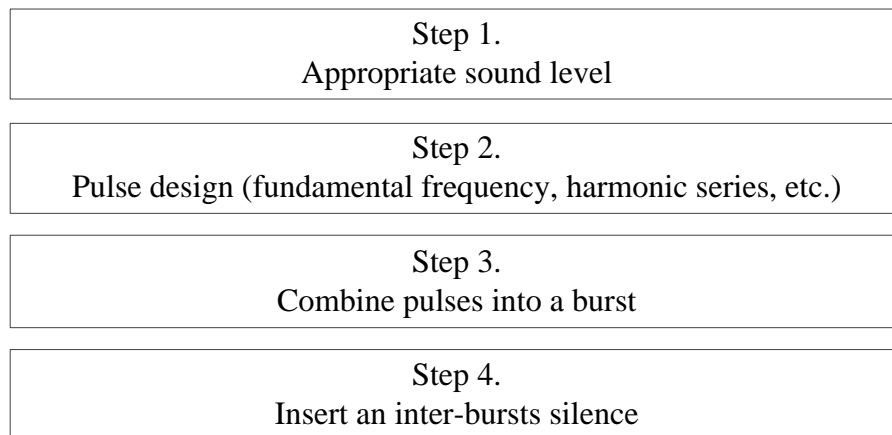 Step 1.
Appropriate sound level
Step 2.
Pulse design (fundamental frequency, harmonic series, etc.)
Step 3.
Combine pulses into a burst
Step 4.
Insert an inter-bursts silence